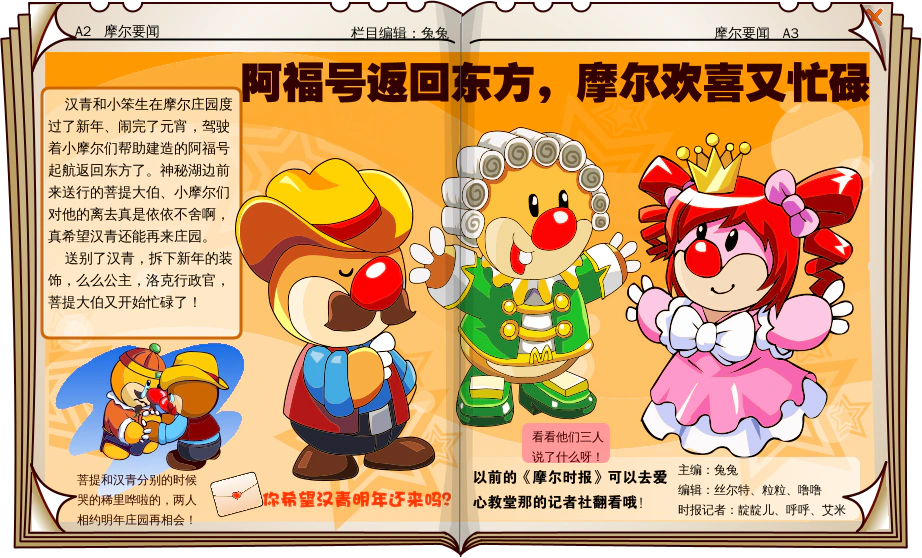 A2 摩尔要闻
栏目编辑：兔兔
摩尔要闻 A3
阿福号返回东方，摩尔欢喜又忙碌
汉青和小笨生在摩尔庄园度
过了新年、闹完了元宵，驾驶
着小摩尔们帮助建造的阿福号
起航返回东方了。神秘湖边前
来送行的菩提大伯、小摩尔们
对他的离去真是依依不舍啊，
真希望汉青还能再来庄园。
送别了汉青，拆下新年的装
饰，么么公主，洛克行政官，
菩提大伯又开始忙碌了！
菩提和汉青分别的时候
哭的稀里哗啦的，两人
相约明年庄园再相会！
你希望汉青明年还来吗？
看看他们三人
说了什么呀！
以前的《摩尔时报》可以去爱
心教堂那的记者社翻看哦！
主编：兔兔
编辑：丝尔特、粒粒、噜噜
时报记者：靛靛儿、呼呼、艾米